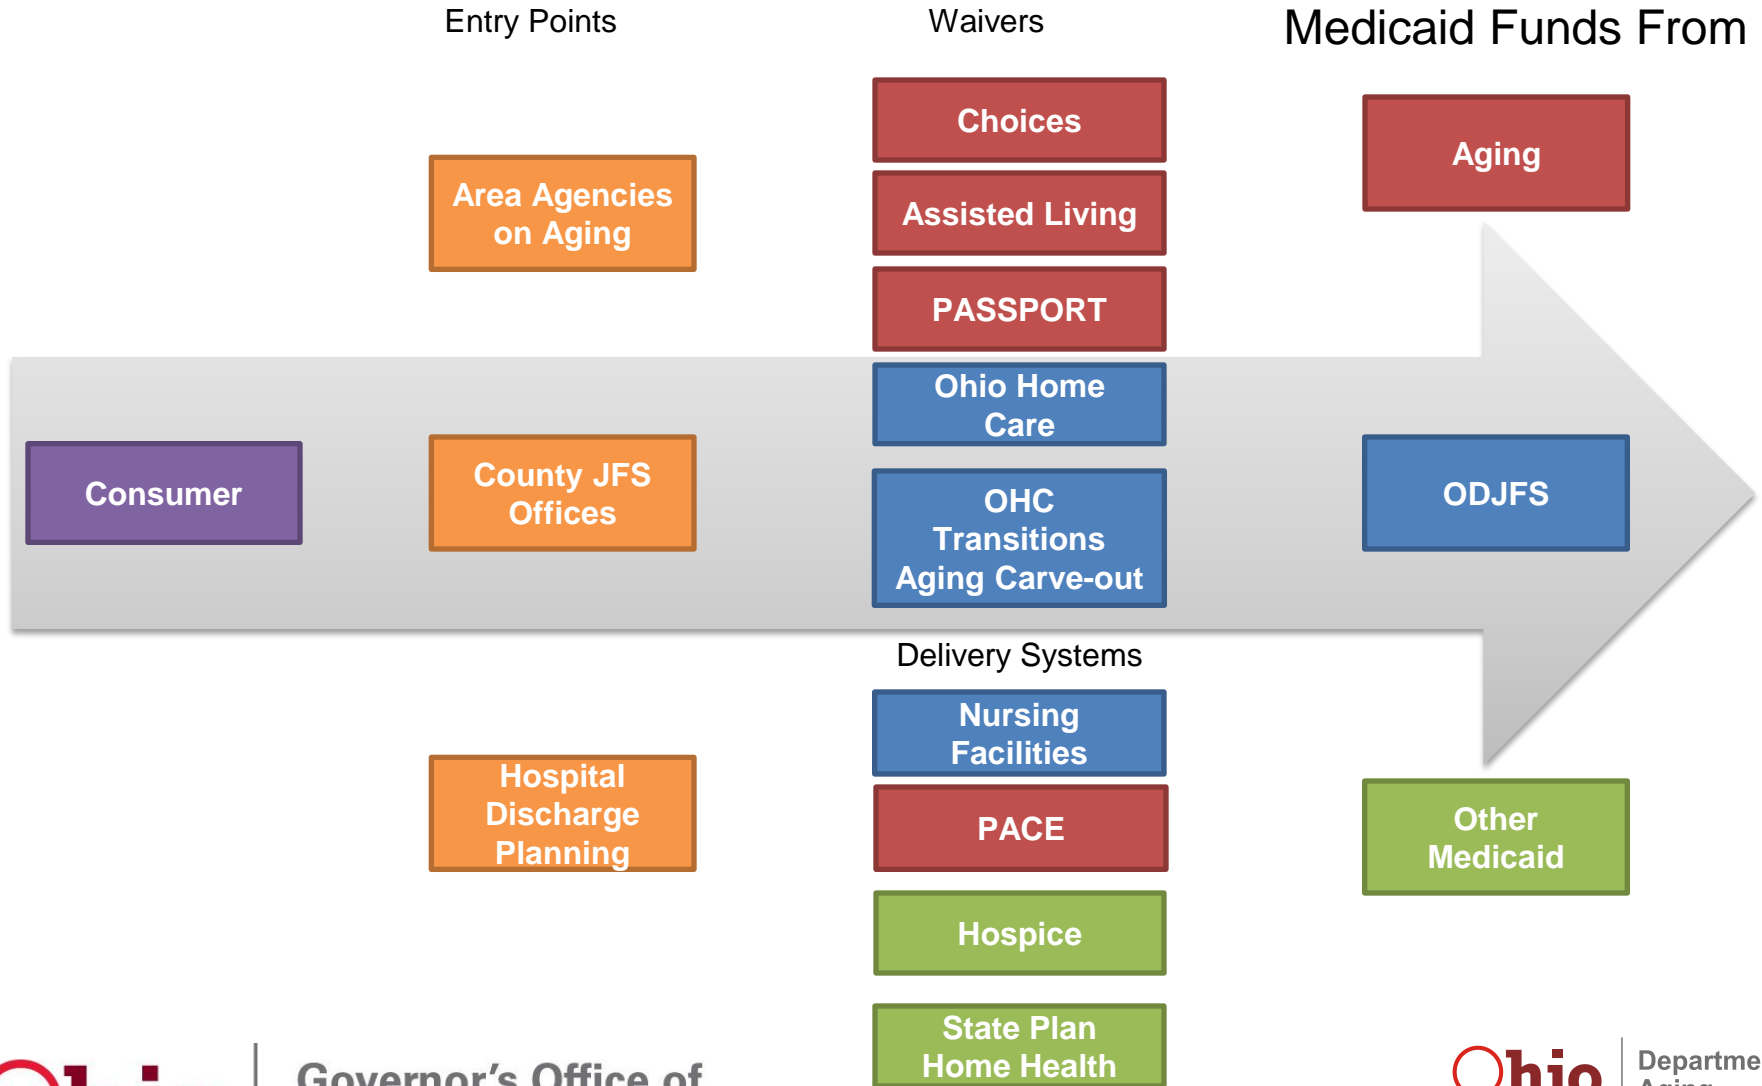 Entry Points
Waivers
Medicaid Funds From
Choices
Aging
Area Agencies
on Aging
Assisted Living
PASSPORT
Ohio Home
Care
Consumer
County JFS
Offices
OHC
Transitions
Aging Carve-out
ODJFS
Delivery Systems
Nursing
Facilities
Hospital
Discharge
Planning
PACE
Other
Medicaid
Hospice
State Plan
Home Health
Governor's Office of
Ohio